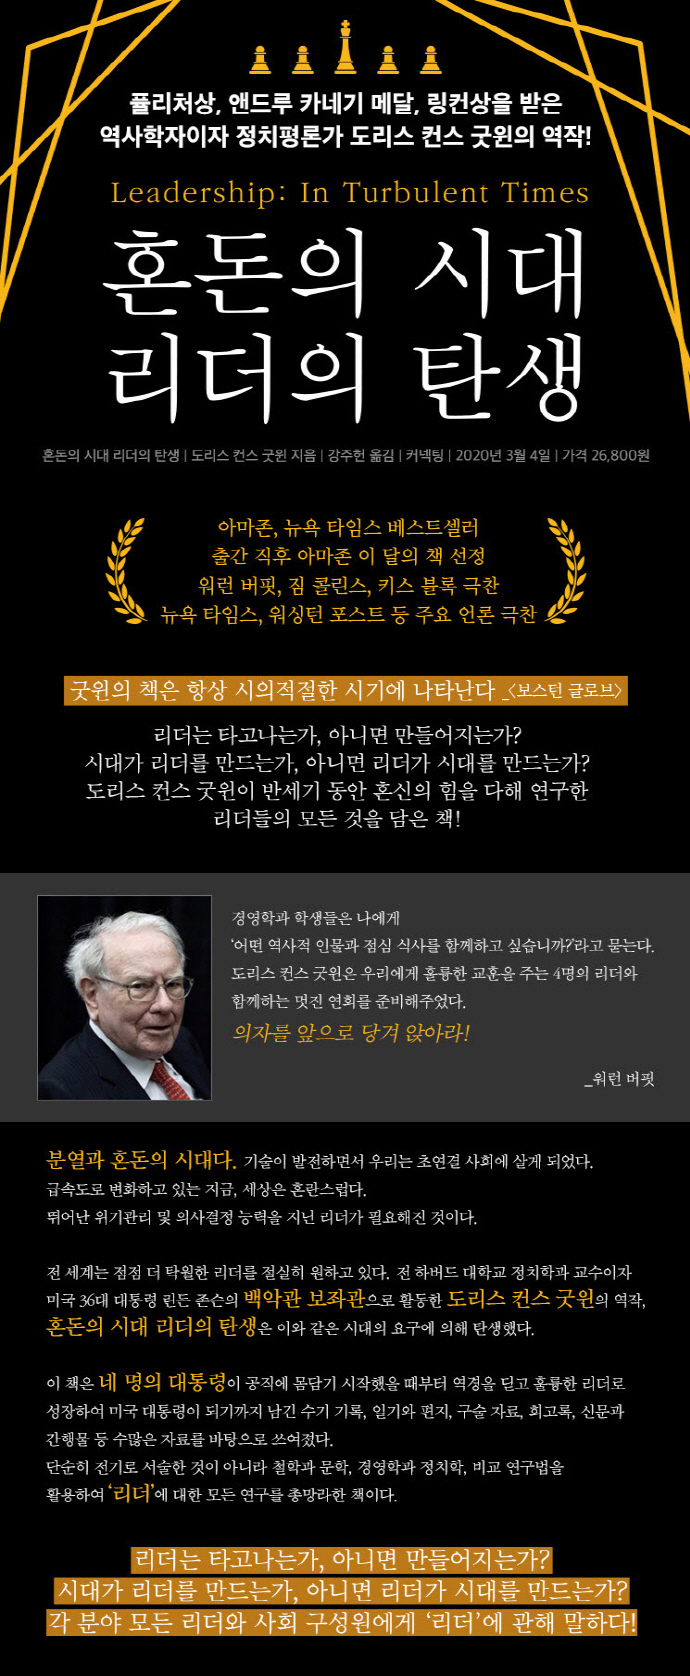 퓰리처상, 앤드루 카네기 메달, 링컨상을 받은
역사학자이자 정치평론가 도리스 컨스 굿윈의 역작!
Leadership: In Turbulent Times
혼돈의 시대
리더의 탄생
혼돈의 시대 리더의 탄생 | 도리스 컨스 굿윈 지음 | 강주헌 옮김 | 커넥팅 | 2020년 3월 4일 | 가격 26,800원
아마존, 뉴욕 타임스 베스트셀러
출간 직후 아마존 이 달의 책 선정
워런 버핏, 짐 콜린스, 키스 블록 극찬
뉴욕 타임스, 워싱턴 포스트 등 주요 언론 극찬
굿윈의 책은 항상 시의적절한 시기에 나타난다 _<보스턴 글로브>
리더는 타고나는가, 아니면 만들어지는가?
시대가 리더를 만드는가, 아니면 리더가 시대를 만드는가?
도리스 컨스 굿윈이 반세기 동안 혼신의 힘을 다해 연구한
리더들의 모든 것을 담은 책!
경영학과 학생들은 나에게
‘어떤 역사적 인물과 점심 식사를 함께하고 싶습니까?’라고 묻는다.
도리스 컨스 굿윈은 우리에게 훌륭한 교훈을 주는 4명의 리더와
함께하는 멋진 연회를 준비해주었다.
의자를 앞으로 당겨 앉아라!
_워런 버핏
분열과 혼돈의 시대다. 기술이 발전하면서 우리는 초연결 사회에 살게 되었다.
급속도로 변화하고 있는 지금, 세상은 혼란스럽다.
뛰어난 위기관리 및 의사결정 능력을 지닌 리더가 필요해진 것이다.
전 세계는 점점 더 탁월한 리더를 절실히 원하고 있다. 전 하버드 대학교 정치학과 교수이자
미국 36대 대통령 린든 존슨의 백악관 보좌관으로 활동한 도리스 컨스 굿윈의 역작,
혼돈의 시대 리더의 탄생은 이와 같은 시대의 요구에 의해 탄생했다.
이 책은 네 명의 대통령이 공직에 몸담기 시작했을 때부터 역경을 딛고 훌륭한 리더로
성장하여 미국 대통령이 되기까지 남긴 수기 기록, 일기와 편지, 구술 자료, 회고록, 신문과
간행물 등 수많은 자료를 바탕으로 쓰여졌다.
단순히 전기로 서술한 것이 아니라 철학과 문학, 경영학과 정치학, 비교 연구법을
활용하여 ‘리더’에 대한 모든 연구를 총망라한 책이다.
리더는 타고나는가, 아니면 만들어지는가?
시대가 리더를 만드는가, 아니면 리더가 시대를 만드는가?
각 분야 모든 리더와 사회 구성원에게 ‘리더’에 관해 말하다!